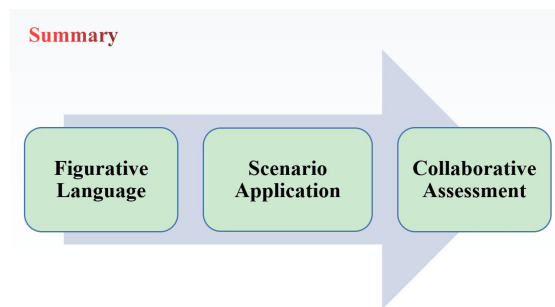 Summary
Figurative
Language
Scenario
Application
Collaborative
Assessment